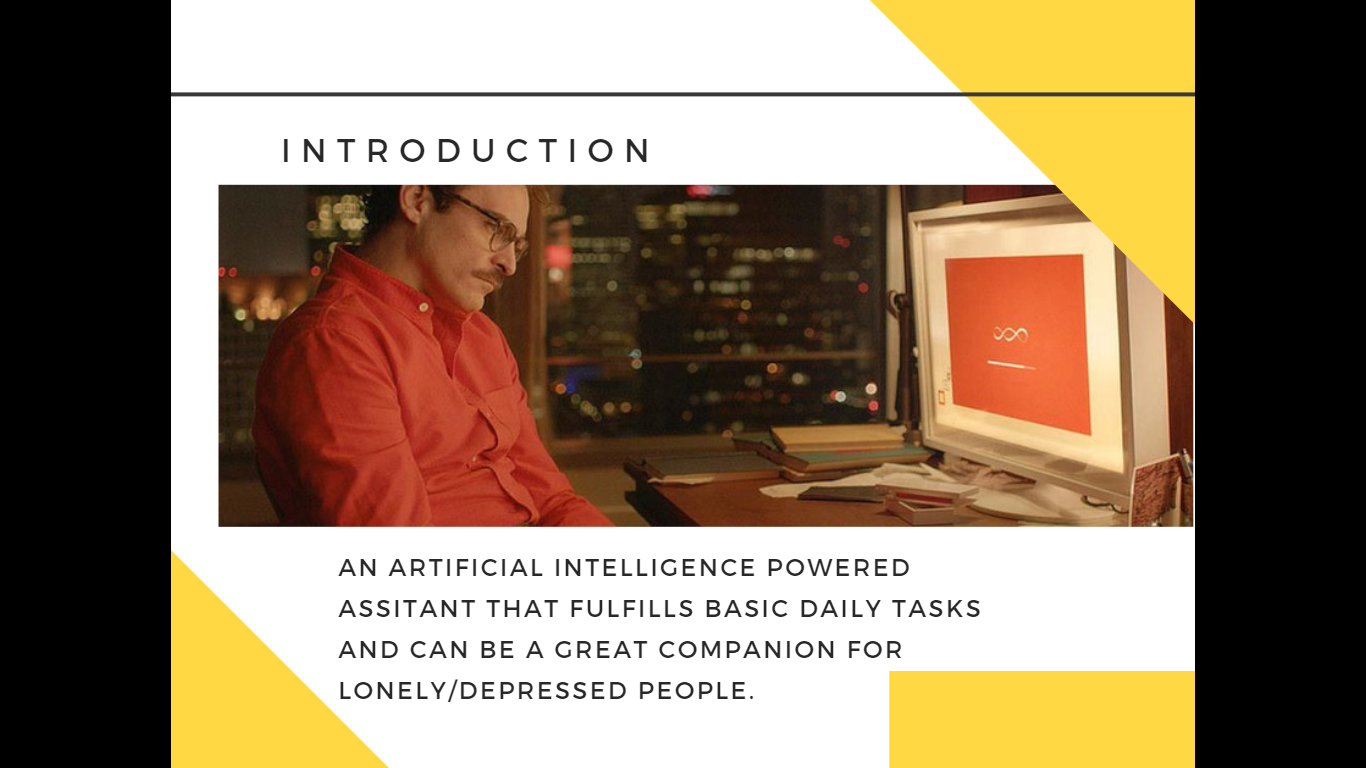 INTRODUCTION
AN ARTIFICIAL INTELLIGENCE POWERED
ASSITANT THAT FULFILLS BASIC DAILY TASKS
AND CAN BE A GREAT COMPANION FOR
LONELY/DEPRESSED PEOPLE.